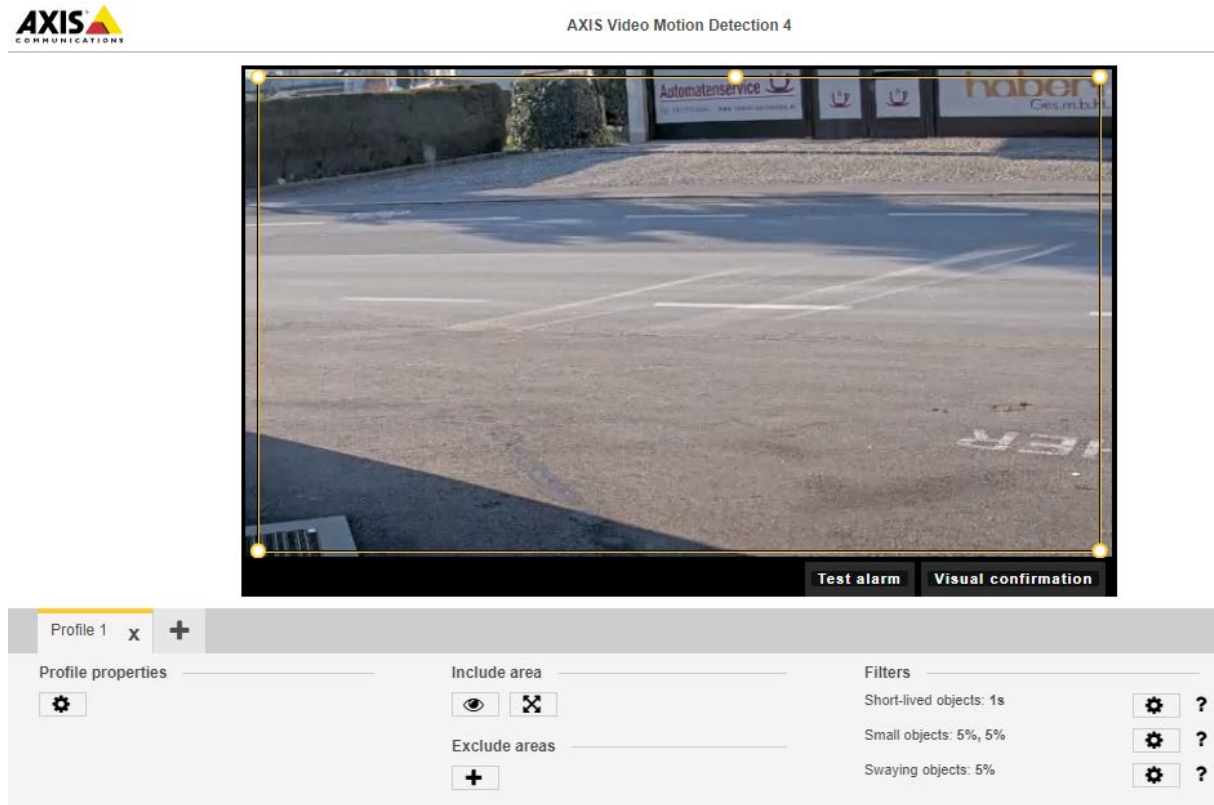 AXIS
COMMUNICATIONS
AXIS Video Motion Detection 4
Automatenservice
haberl
Ges.m.b.H.
Test alarm Visual confirmation
Profile 1 x +
Profile properties
Include area
Exclude areas
+
Filters
Short-lived objects: 1s ?
Small objects: 5%, 5% ?
Swaying objects: 5% ?